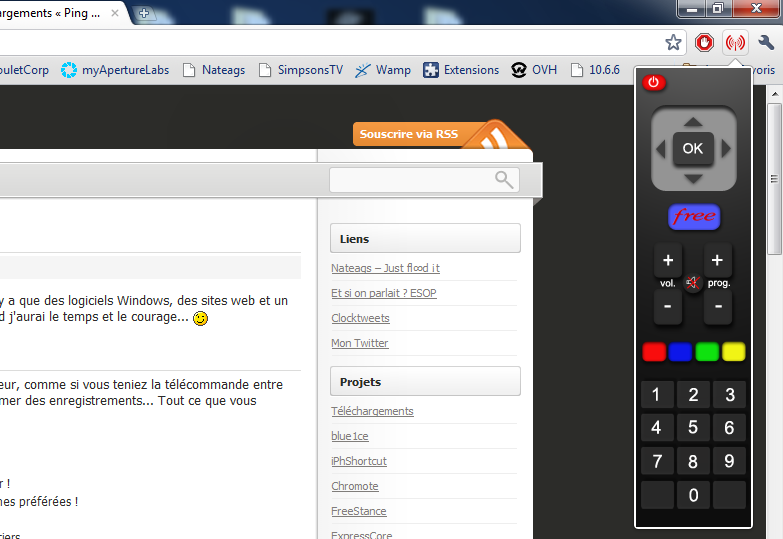 argements « Ping ...
ouletCorp
myApertureLabs
Nateags
SimpsonsTV
Wamp
Extensions
OVH
10.6.6
voris
Souscrire via RSS
Liens
Nateags – Just fl∞d it
Et si on parlait ? ESOP
Clocktweets
Mon Twitter
Projets
Téléchargements
blue1ce
iPhShortcut
Chromote
FreeStance
ExpressCore
y a que des logiciels Windows, des sites web et un
d j'aurai le temps et le courage...
eur, comme si vous teniez la télécommande entre
mer des enregistrements... Tout ce que vous
r !
nes préférées !
tiers
OK
free
+ +
vol. prog.
- -
1 2 3
4 5 6
7 8 9
0